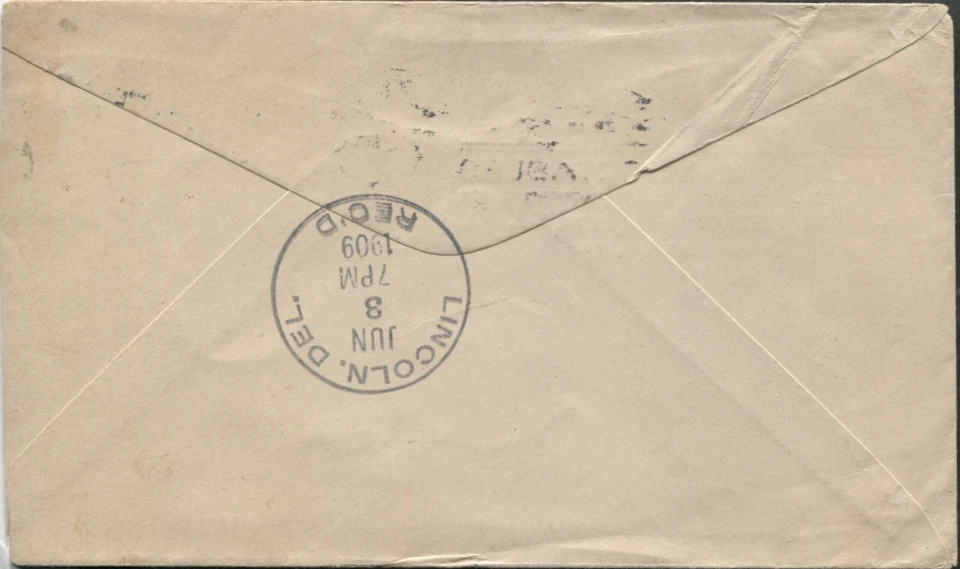 LINCOLN, DEL.
JUN
3
7PM
1909
REC'D